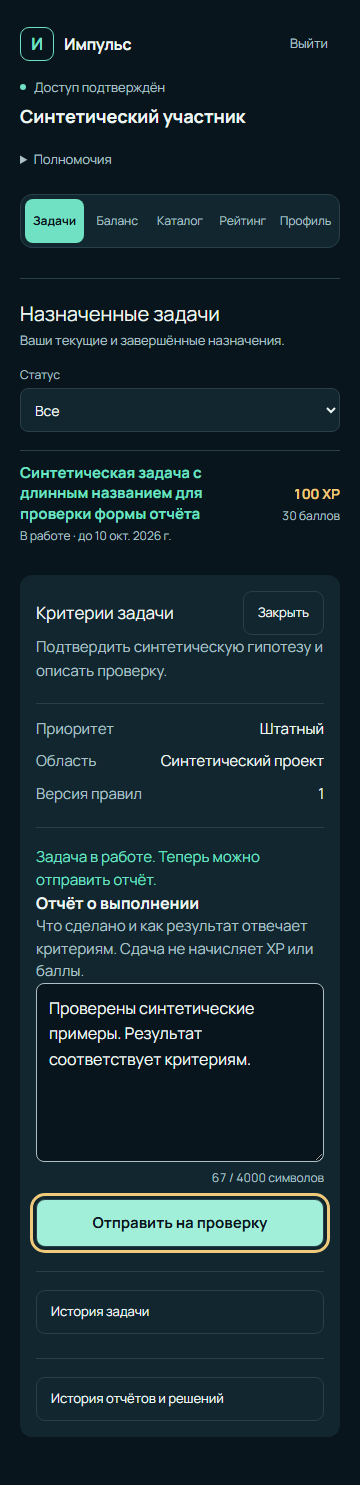 И
Импульс
Выйти
Доступ подтверждён
Синтетический участник
Полномочия
Задачи
Баланс
Каталог
Рейтинг
Профиль
Назначенные задачи
Ваши текущие и завершённые назначения.
Статус
Все
Синтетическая задача с
длинным названием для
проверки формы отчёта
100 XP
30 баллов
В работе · до 10 окт. 2026 г.
Критерии задачи
Закрыть
Подтвердить синтетическую гипотезу и
описать проверку.
Приоритет
Штатный
Область
Синтетический проект
Версия правил
1
Задача в работе. Теперь можно
отправить отчёт.
Отчёт о выполнении
Что сделано и как результат отвечает
критериям. Сдача не начисляет XP или
баллы.
Проверены синтетические
примеры. Результат
соответствует критериям.
67 / 4000 символов
Отправить на проверку
История задачи
История отчётов и решений